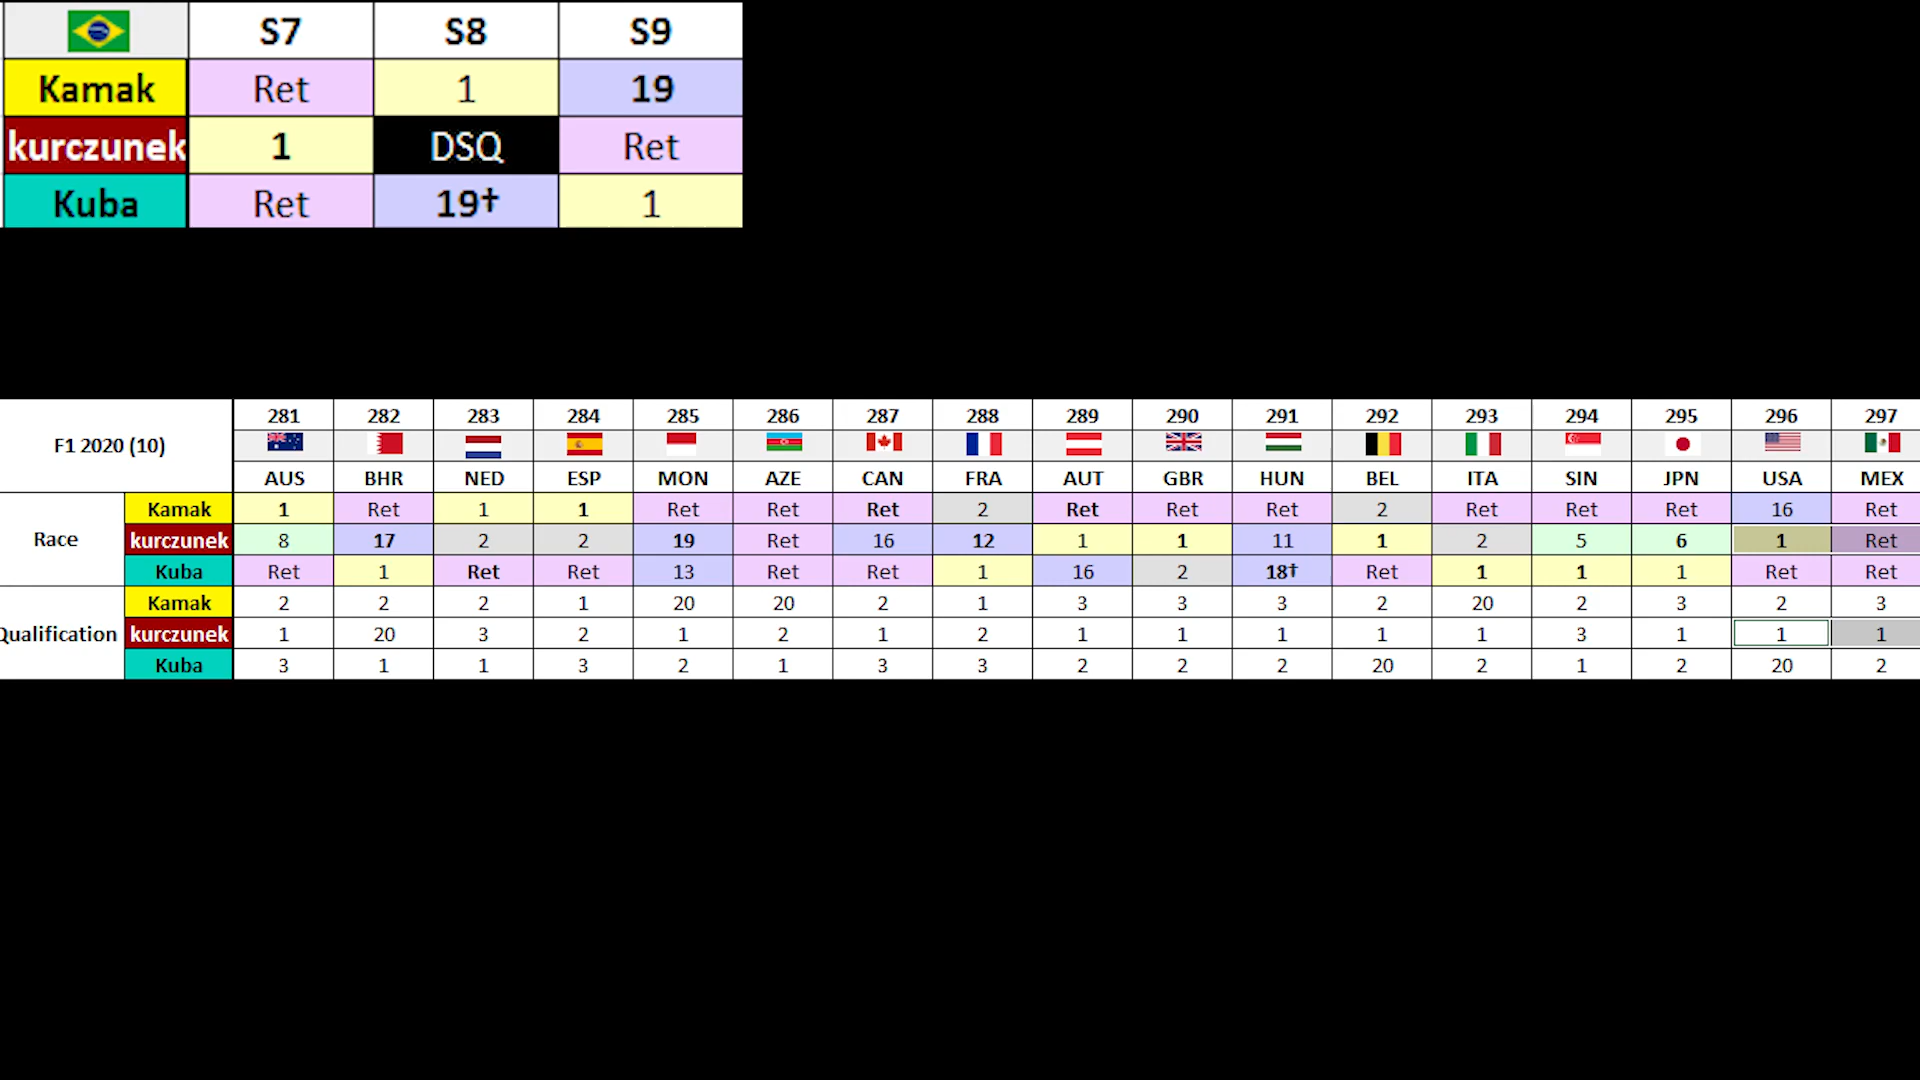 S7 S8 S9
Kamak Ret 1 19
kurczunek 1 DSQ Ret
Kuba Ret 19† 1
281 282 283 284 285 286 287 288 289 290 291 292 293 294 295 296 297
F1 2020 (10)
AUS BHR NED ESP MON AZE CAN FRA AUT GBR HUN BEL ITA SIN JPN USA MEX
Kamak 1 Ret 1 1 Ret Ret Ret 2 Ret Ret Ret 2 Ret Ret Ret 16 Ret
Race kurczunek 8 17 2 2 19 Ret 16 12 1 1 11 1 2 5 6 1 Ret
Kuba Ret 1 Ret Ret 13 Ret Ret 1 16 2 18† Ret 1 1 1 Ret Ret
Kamak 2 2 2 1 20 20 2 1 3 3 3 2 20 2 3 2 3
Qualification kurczunek 1 20 3 2 1 2 1 2 1 1 1 1 1 3 1 1 1
Kuba 3 1 1 3 2 1 3 3 2 2 2 20 2 1 2 20 2